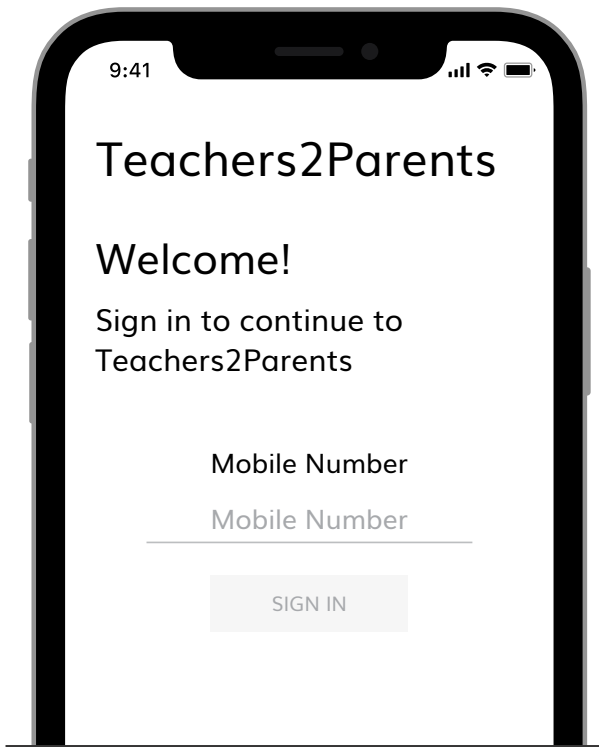 9:41
Teachers2Parents
Welcome!
Sign in to continue to
Teachers2Parents
Mobile Number
Mobile Number
SIGN IN